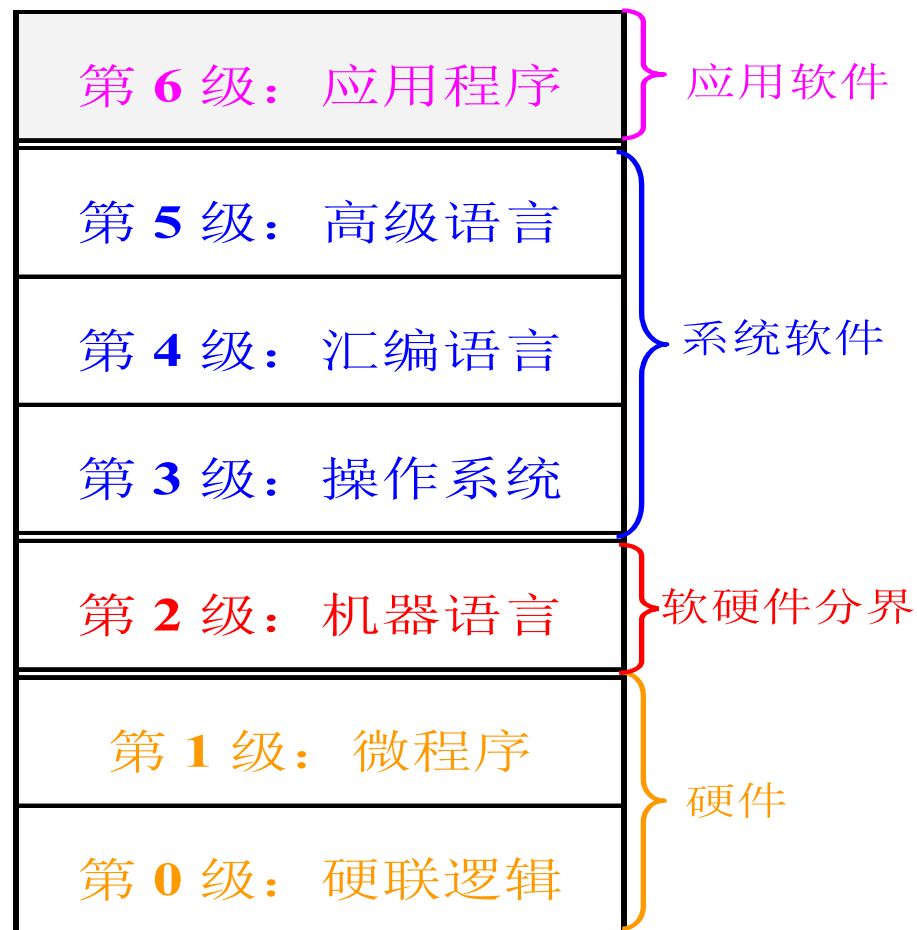 第 6 级： 应用程序
应用软件
第 5 级： 高级语言
第 4 级： 汇编语言
系统软件
第 3 级： 操作系统
第 2 级： 机器语言
软硬件分界
第 1 级： 微程序
硬件
第 0 级： 硬联逻辑